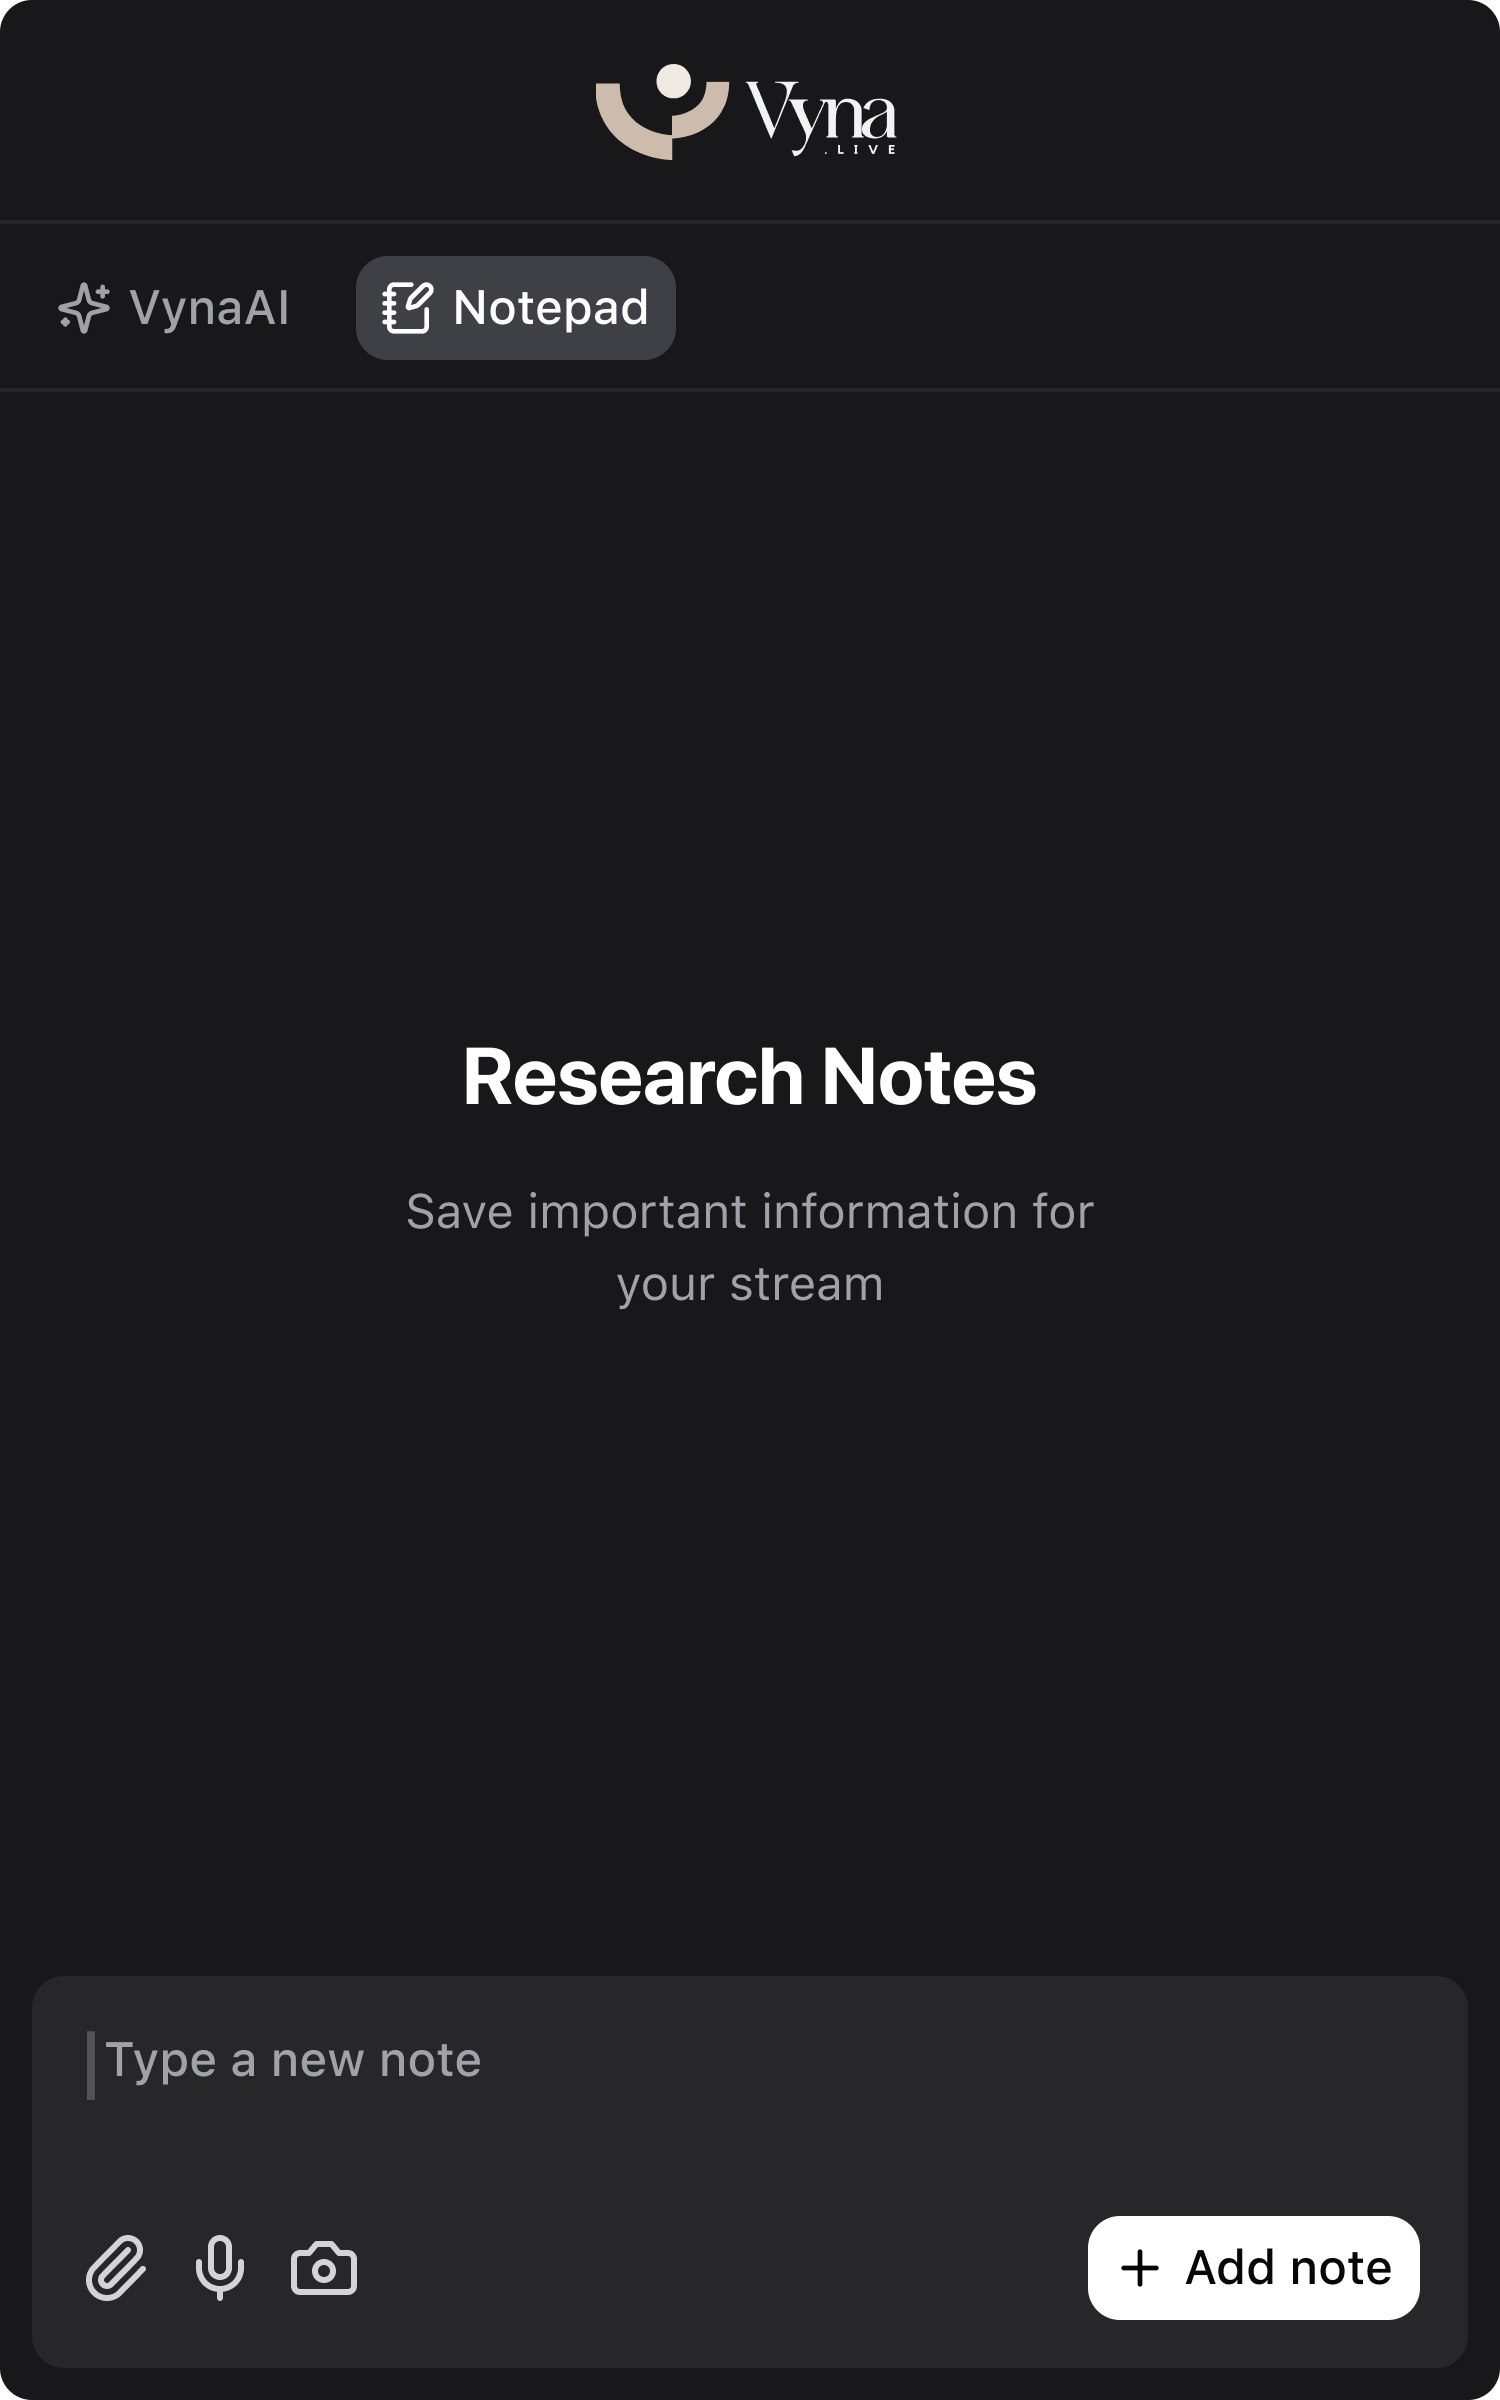 Vyna
.LIVE
VynaAI
Notepad
Research Notes
Save important information for
your stream
Type a new note
Add note